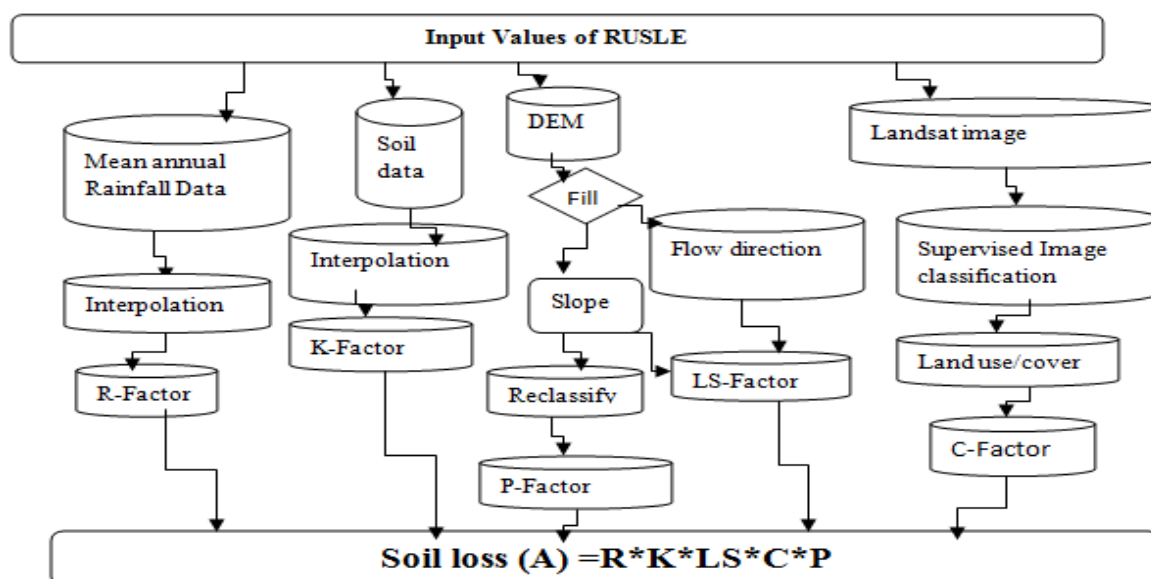 Input Values of RUSLE
Mean annual
Rainfall Data
Soil
data
DEM
Landsat image
Fill
Interpolation
Flow direction
Supervised Image
classification
Interpolation
Slope
K-Factor
Land use/cover
R-Factor
Reclassify
LS-Factor
P-Factor
C-Factor
Soil loss (A) =R*K*LS*C*P